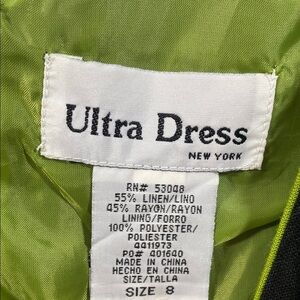 Ultra Dress
NEW YORK
RN# 53048
55% LINEN/LINO
45% RAYON/RAYON
LINING/FORRO
100% POLYESTER/
POLIESTER
4411973
PO# 401640
MADE IN CHINA
HECHO EN CHINA
SIZE/TALLA
SIZE 8